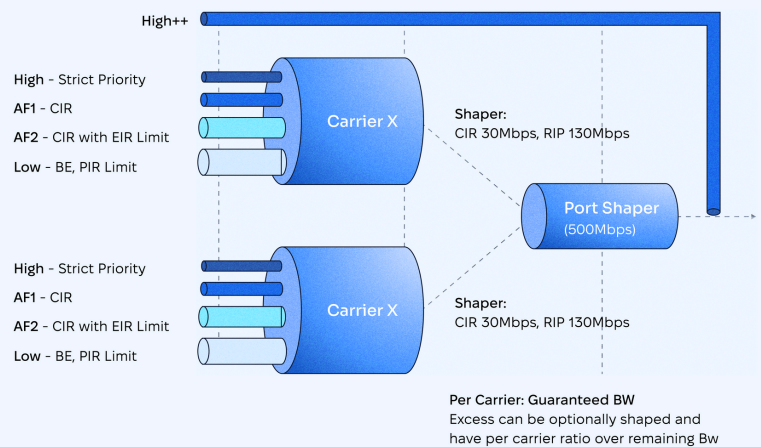 High++
High - Strict Priority
AF1 - CIR
AF2 - CIR with EIR Limit
Low - BE, PIR Limit
Carrier X
Shaper:
CIR 30Mbps, RIP 130Mbps
Port Shaper
(500Mbps)
High - Strict Priority
AF1 - CIR
AF2 - CIR with EIR Limit
Low - BE, PIR Limit
Carrier X
Shaper:
CIR 30Mbps, RIP 130Mbps
Per Carrier: Guaranteed BW
Excess can be optionally shaped and
have per carrier ratio over remaining Bw